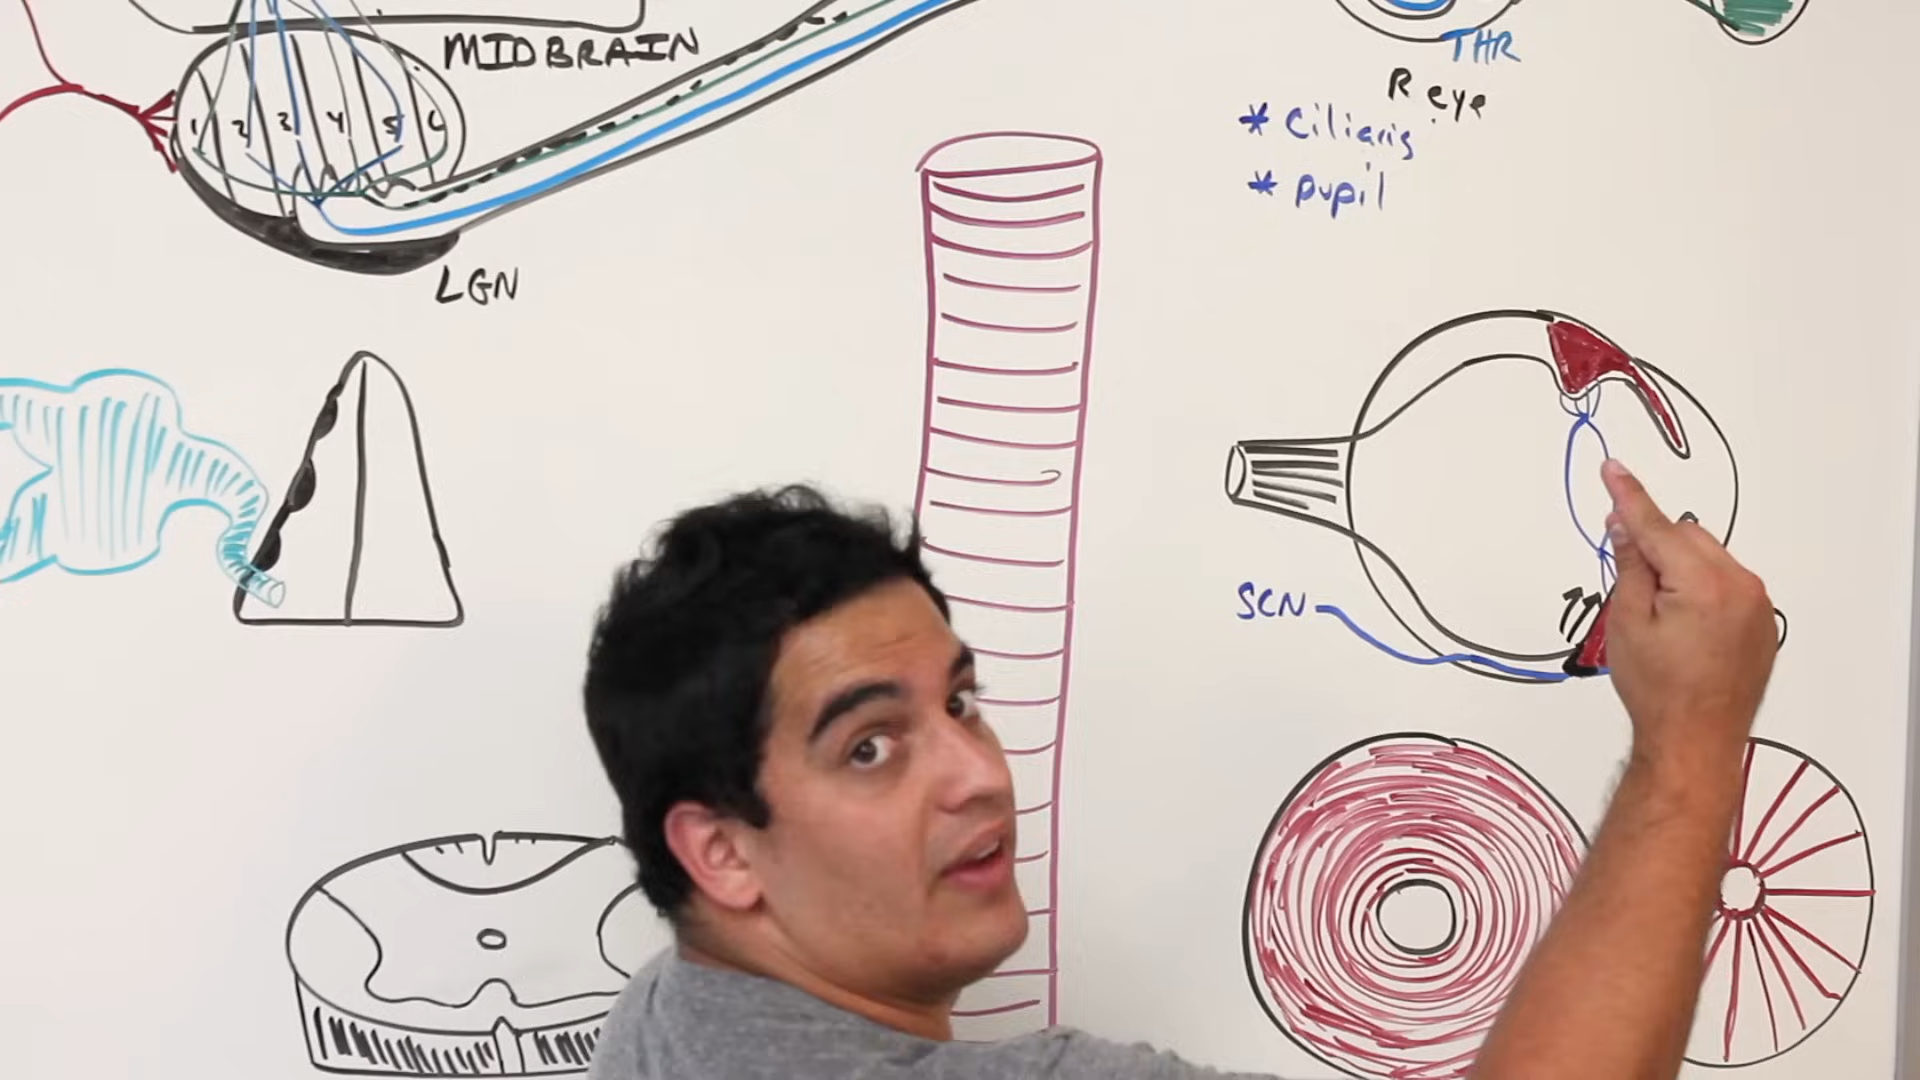 MIDBRAIN
1 2 3 4 5 6
LGN
THR
R eye
* Ciliaris
* pupil
SCN